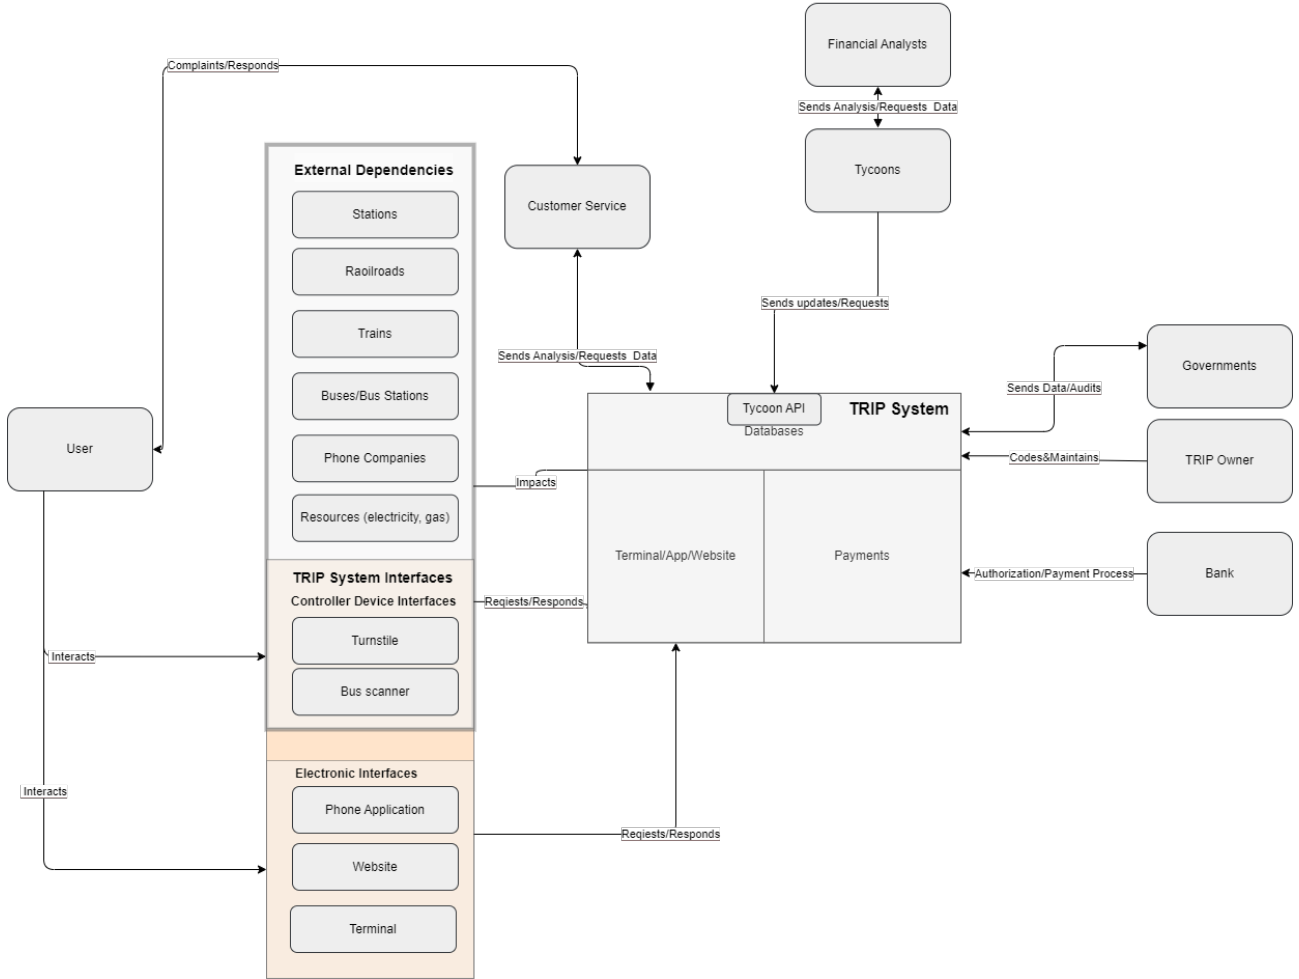 Financial Analysts
Complaints/Responds
Sends Analysis/Requests Data
External Dependencies
Tycoons
Stations
Customer Service
Raoilroads
Sends updates/Requests
Trains
Sends Analysis/Requests Data
Governments
Buses/Bus Stations
Sends Data/Audits
Tycoon API
TRIP System
Databases
User
Phone Companies
Codes&Maintains
TRIP Owner
Impacts
Resources (electricity, gas)
Terminal/App/Website
Payments
TRIP System Interfaces
Authorization/Payment Process
Bank
Controller Device Interfaces
Reqiests/Responds
Turnstile
Interacts
Bus scanner
Electronic Interfaces
Interacts
Phone Application
Reqiests/Responds
Website
Terminal